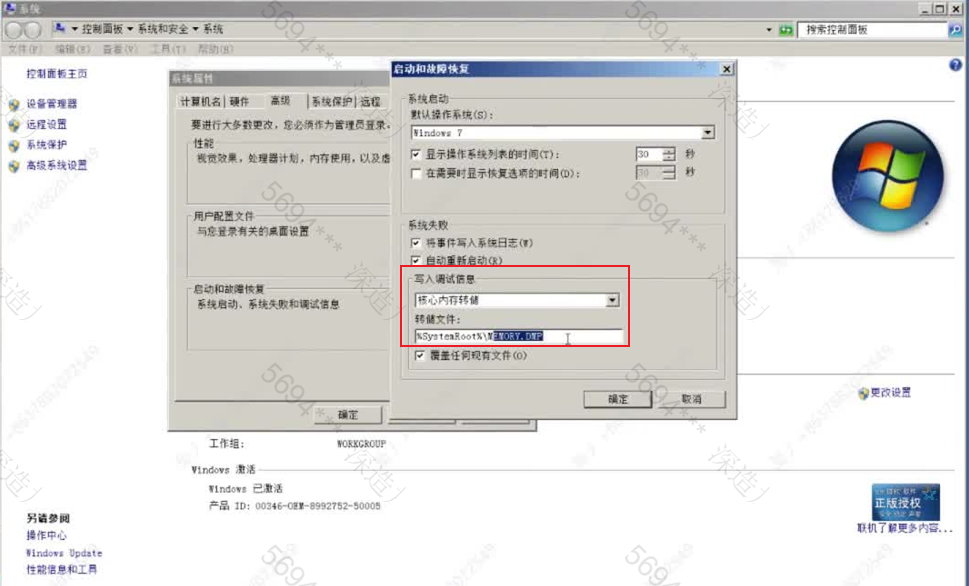 系统
控制面板 ▾ 系统和安全 ▾ 系统
搜索控制面板
文件(F) 编辑(E) 查看(V) 工具(T) 帮助(H)
控制面板主页
设备管理器
远程设置
系统保护
高级系统设置
系统属性
计算机名 硬件 高级 系统保护 远程
要进行大多数更改，您必须作为管理员登录。
性能
视觉效果，处理器计划，内存使用，以及虚
用户配置文件
与您登录有关的桌面设置
启动和故障恢复
系统启动、系统失败和调试信息
确定
启动和故障恢复
系统启动
默认操作系统(S):
Windows 7
显示操作系统列表的时间(T): 30 秒
在需要时显示恢复选项的时间(D): 30 秒
系统失败
将事件写入系统日志(W)
自动重新启动(R)
写入调试信息
核心内存转储
转储文件:
%SystemRoot%\MEMORY.DMP
覆盖任何现有文件(O)
确定 取消
更改设置
工作组: WORKGROUP
Windows 激活
Windows 已激活
产品 ID: 00346-OEM-8992752-50005
正版授权
联机了解更多内容...
另请参阅
操作中心
Windows Update
性能信息和工具
5694***
深造